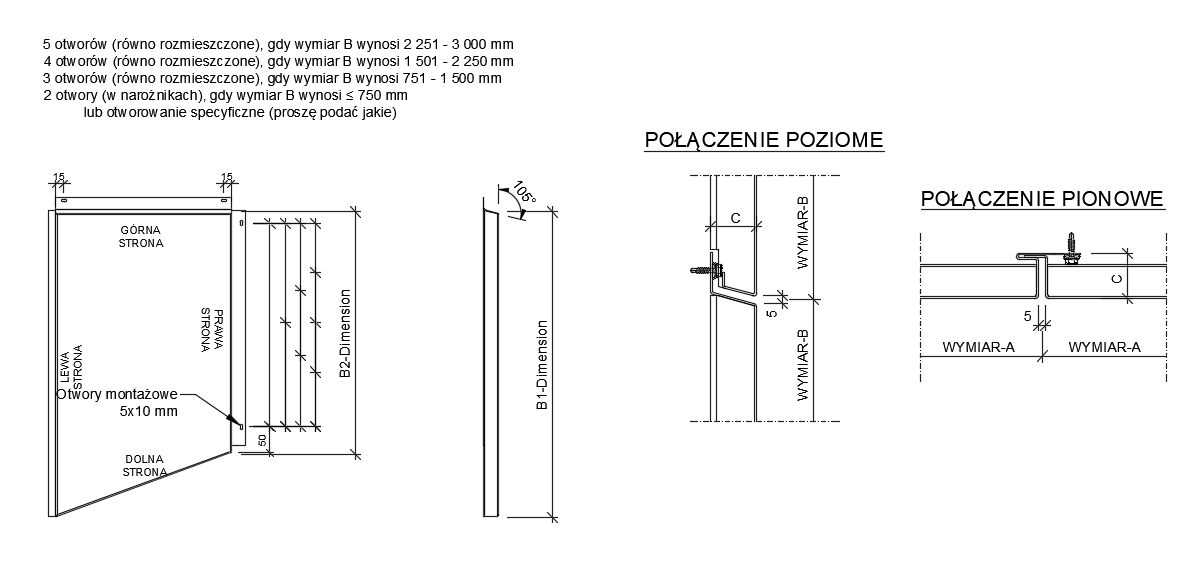 5 otworów (równo rozmieszczone), gdy wymiar B wynosi 2 251 - 3 000 mm
4 otworów (równo rozmieszczone), gdy wymiar B wynosi 1 501 - 2 250 mm
3 otworów (równo rozmieszczone), gdy wymiar B wynosi 751 - 1 500 mm
2 otwory (w narożnikach), gdy wymiar B wynosi ≤ 750 mm
lub otworowanie specyficzne (proszę podać jakie)
15
15
GÓRNA
STRONA
PRAWA
STRONA
LEWA
STRONA
Otwory montażowe
5x10 mm
DOLNA
STRONA
50
B2-Dimension
105°
B1-Dimension
POŁĄCZENIE POZIOME
C
WYMIAR-B
5
WYMIAR-B
POŁĄCZENIE PIONOWE
C
5
WYMIAR-A
WYMIAR-A